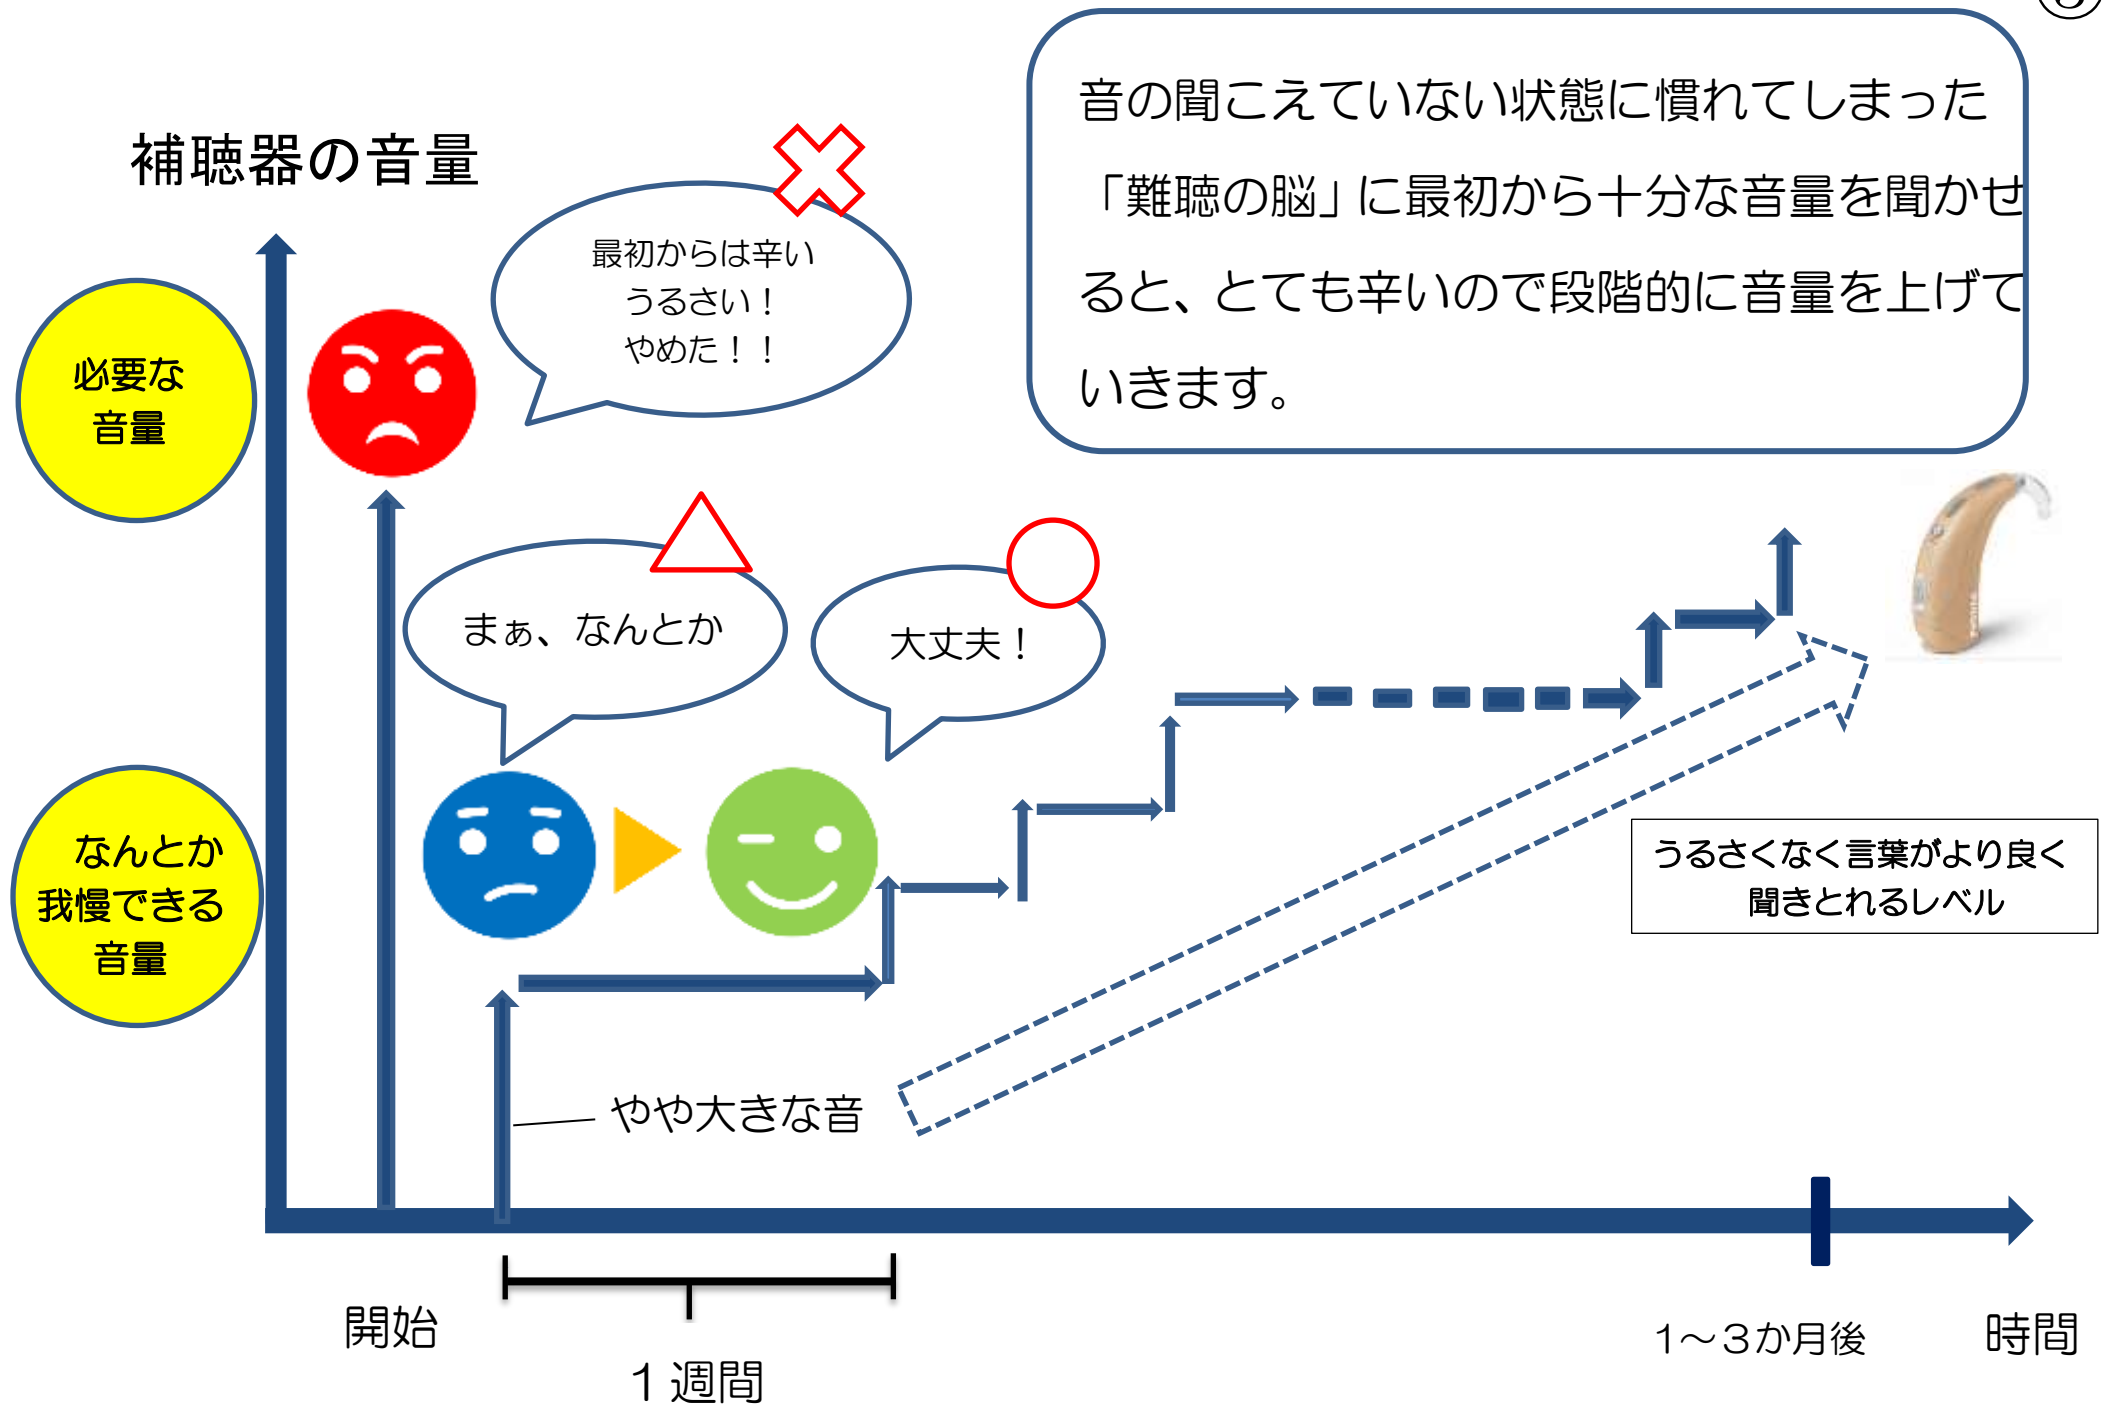 音の聞こえていない状態に慣れてしまった
「難聴の脳」に最初から十分な音量を聞かせ
ると、とても辛いので段階的に音量を上げて
いきます。
補聴器の音量
最初からは辛い
うるさい！
やめた！！
必要な
音量
まぁ、なんとか
大丈夫！
なんとか
我慢できる
音量
うるさくなく言葉がより良く
聞きとれるレベル
やや大きな音
開始
１週間
１～３か月後
時間